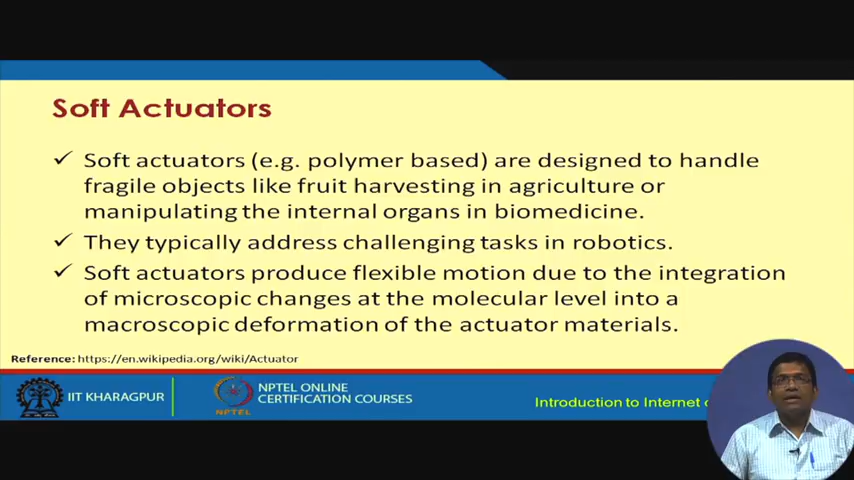 Soft Actuators
✓ Soft actuators (e.g. polymer based) are designed to handle
fragile objects like fruit harvesting in agriculture or
manipulating the internal organs in biomedicine.
✓ They typically address challenging tasks in robotics.
✓ Soft actuators produce flexible motion due to the integration
of microscopic changes at the molecular level into a
macroscopic deformation of the actuator materials.
Reference: https://en.wikipedia.org/wiki/Actuator
IIT KHARAGPUR
NPTEL
NPTEL ONLINE
CERTIFICATION COURSES
Introduction to Internet